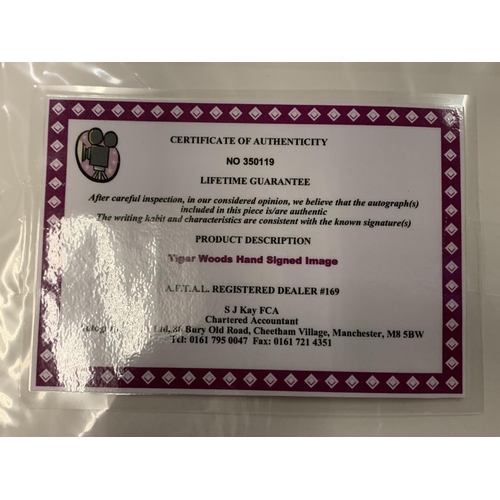 CERTIFICATE OF AUTHENTICITY
NO 350119
LIFETIME GUARANTEE
After careful inspection, in our considered opinion, we believe that the autograph(s)
included in this piece is/are authentic
The writing habit and characteristics are consistent with the known signature(s)
PRODUCT DESCRIPTION
Tiger Woods Hand Signed Image
A.F.T.A.L. REGISTERED DEALER #169
S J Kay FCA
Chartered Accountant
Ltd, Bury Old Road, Cheetham Village, Manchester, M8 5BW
Tel: 0161 795 0047 Fax: 0161 721 4351